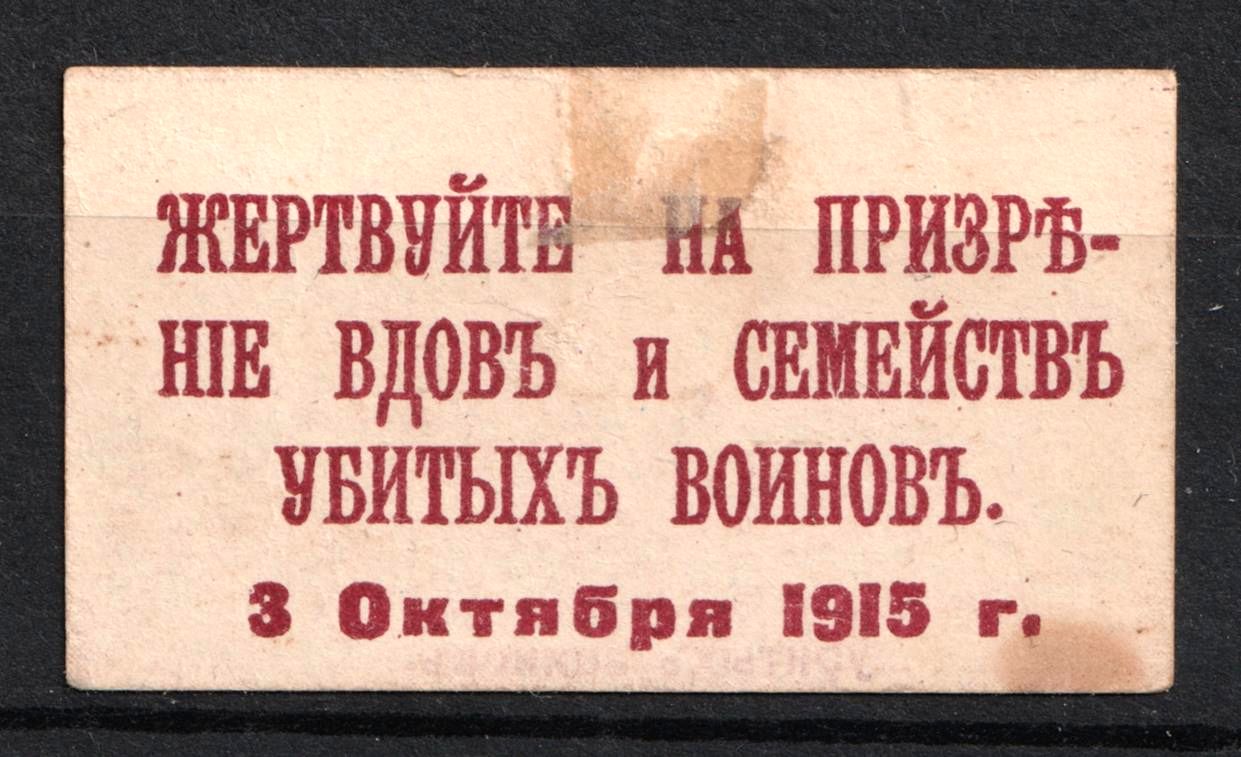 ЖЕРТВУЙТЕ НА ПРИЗРѢ-
НІЕ ВДОВЪ и СЕМЕЙСТВЪ
УБИТЫХЪ ВОИНОВЪ.
3 Октября 1915 г.